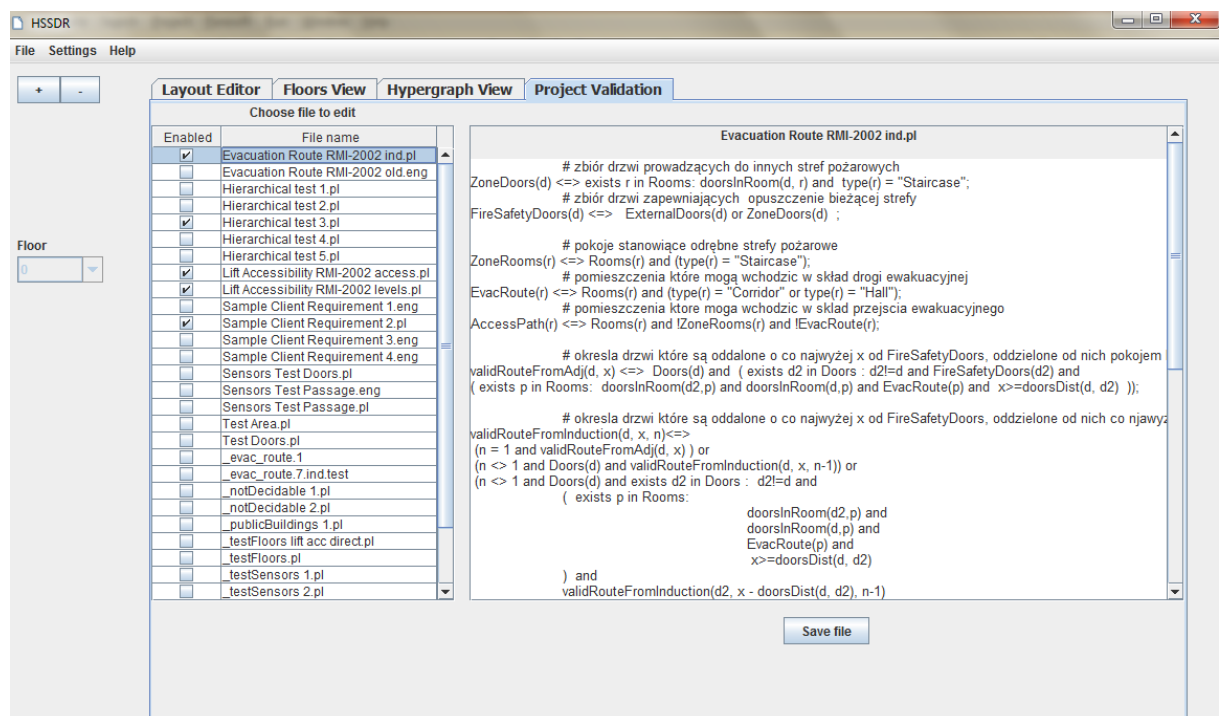 HSSDR
File Settings Help
+ -
Layout Editor Floors View Hypergraph View Project Validation
Choose file to edit
Enabled File name
Evacuation Route RMI-2002 ind.pl
Evacuation Route RMI-2002 old.eng
Hierarchical test 1.pl
Hierarchical test 2.pl
Hierarchical test 3.pl
Hierarchical test 4.pl
Hierarchical test 5.pl
Lift Accessibility RMI-2002 access.pl
Lift Accessibility RMI-2002 levels.pl
Sample Client Requirement 1.eng
Sample Client Requirement 2.pl
Sample Client Requirement 3.eng
Sample Client Requirement 4.eng
Sensors Test Doors.pl
Sensors Test Passage.eng
Sensors Test Passage.pl
Test Area.pl
Test Doors.pl
_evac_route.1
_evac_route.7.ind.test
_notDecidable 1.pl
_notDecidable 2.pl
_publicBuildings 1.pl
_testFloors lift acc direct.pl
_testFloors.pl
_testSensors 1.pl
_testSensors 2.pl
Floor
0
Evacuation Route RMI-2002 ind.pl
# zbiór drzwi prowadzących do innych stref pożarowych
ZoneDoors(d) <=> exists r in Rooms: doorsInRoom(d, r) and type(r) = "Staircase";
# zbiór drzwi zapewniających opuszczenie bieżącej strefy
FireSafetyDoors(d) <=> ExternalDoors(d) or ZoneDoors(d) ;
# pokoje stanowiące odrębne strefy pożarowe
ZoneRooms(r) <=> Rooms(r) and (type(r) = "Staircase");
# pomieszczenia które mogą wchodzic w skład drogi ewakuacyjnej
EvacRoute(r) <=> Rooms(r) and (type(r) = "Corridor" or type(r) = "Hall");
# pomieszczenia ktore moga wchodzic w sklad przejscia ewakuacyjnego
AccessPath(r) <=> Rooms(r) and !ZoneRooms(r) and !EvacRoute(r);
# okresla drzwi które są oddalone o co najwyżej x od FireSafetyDoors, oddzielone od nich pokojem
validRouteFromAdj(d, x) <=> Doors(d) and ( exists d2 in Doors : d2!=d and FireSafetyDoors(d2) and
( exists p in Rooms: doorsInRoom(d2,p) and doorsInRoom(d,p) and EvacRoute(p) and x>=doorsDist(d, d2) ));
# okresla drzwi które są oddalone o co najwyżej x od FireSafetyDoors, oddzielone od nich co njawyż
validRouteFromInduction(d, x, n)<=>
(n = 1 and validRouteFromAdj(d, x) ) or
(n <> 1 and Doors(d) and validRouteFromInduction(d, x, n-1)) or
(n <> 1 and Doors(d) and exists d2 in Doors : d2!=d and
( exists p in Rooms:
doorsInRoom(d2,p) and
doorsInRoom(d,p) and
EvacRoute(p) and
x>=doorsDist(d, d2)
) and
validRouteFromInduction(d2, x - doorsDist(d, d2), n-1)
Save file